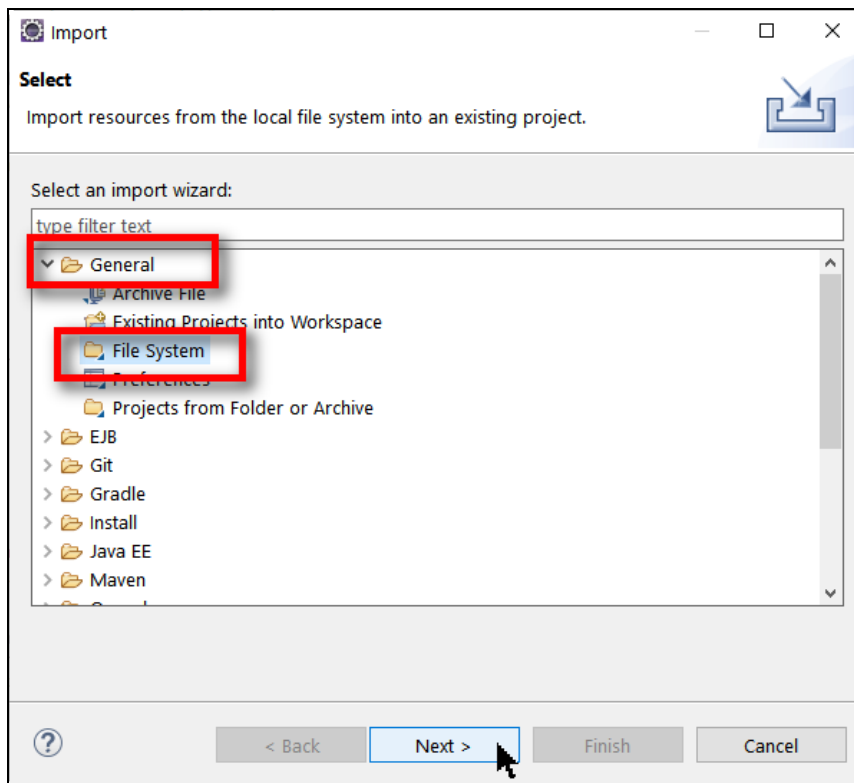 Import
Select
Import resources from the local file system into an existing project.
Select an import wizard:
type filter text
General
Archive File
Existing Projects into Workspace
File System
Preferences
Projects from Folder or Archive
EJB
Git
Gradle
Install
Java EE
Maven
?
< Back Next > Finish Cancel